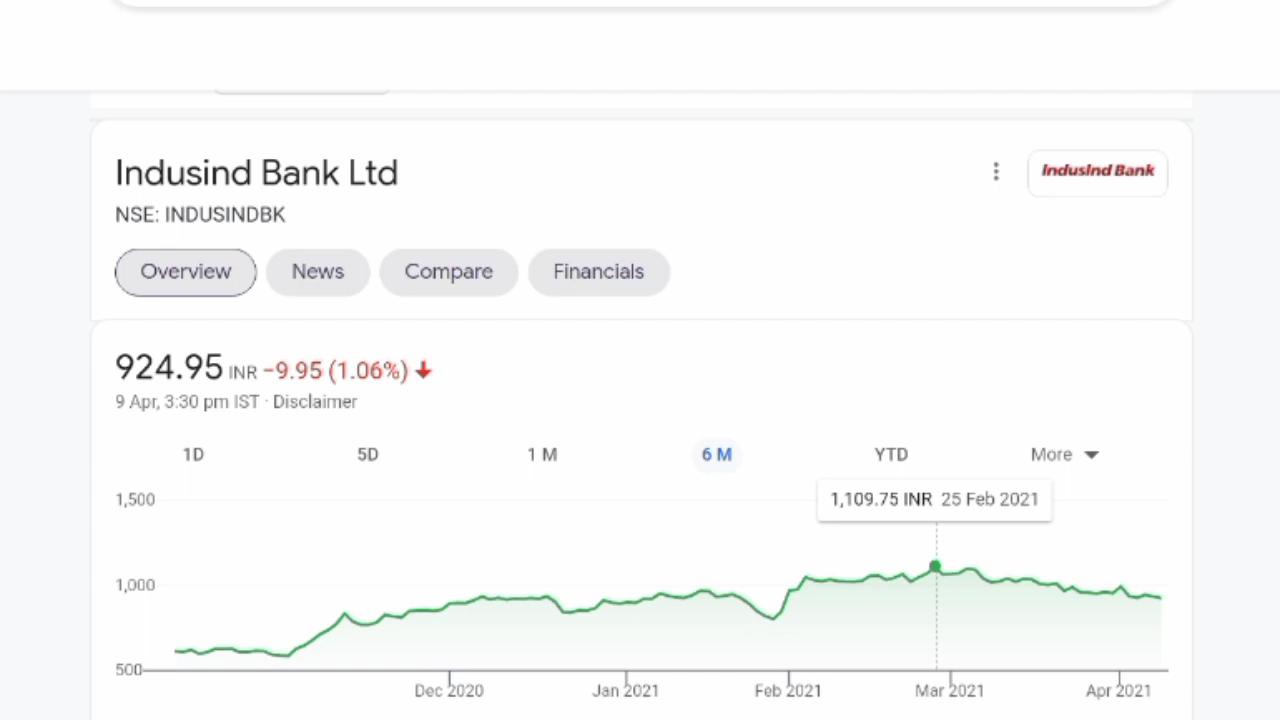 Indusind Bank Ltd
IndusInd Bank
NSE: INDUSINDBK
Overview News Compare Financials
924.95 INR −9.95 (1.06%)
9 Apr, 3:30 pm IST · Disclaimer
1D 5D 1 M 6 M YTD More
1,500
1,109.75 INR 25 Feb 2021
1,000
500
Dec 2020 Jan 2021 Feb 2021 Mar 2021 Apr 2021